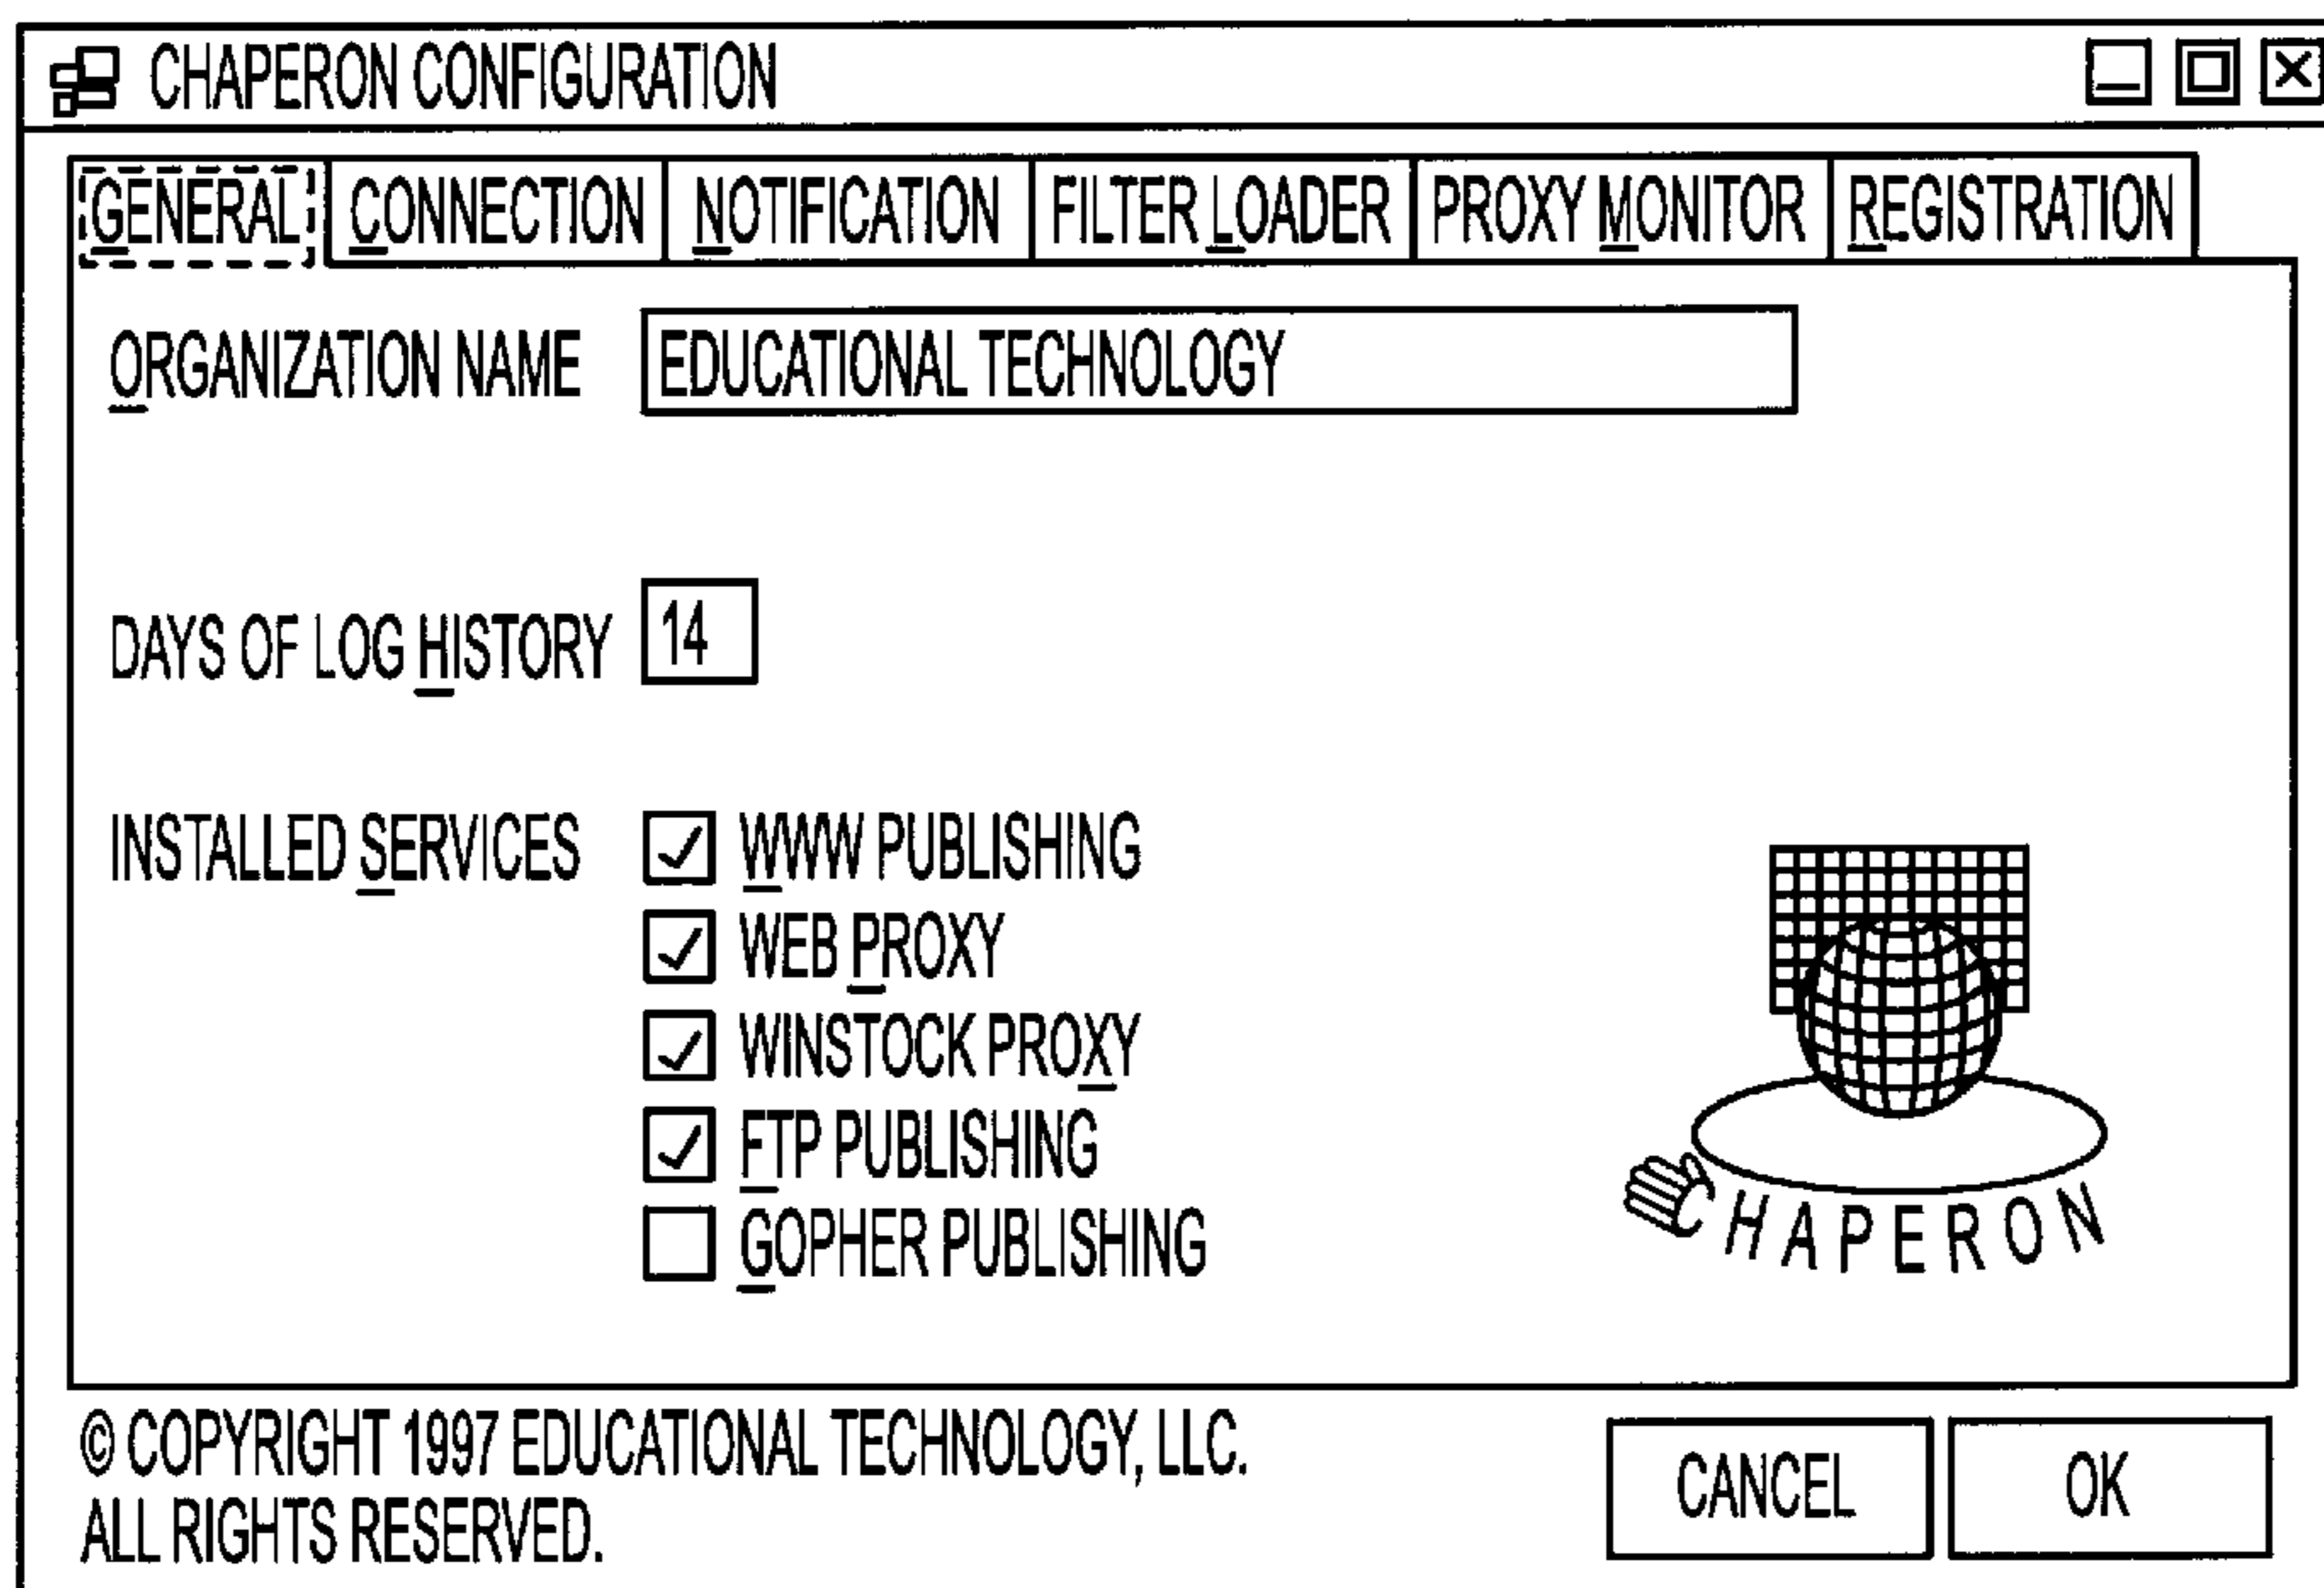 CHAPERON CONFIGURATION
GENERAL CONNECTION NOTIFICATION FILTER LOADER PROXY MONITOR REGISTRATION
ORGANIZATION NAME EDUCATIONAL TECHNOLOGY
DAYS OF LOG HISTORY 14
INSTALLED SERVICES WWW PUBLISHING
WEB PROXY
WINSTOCK PROXY
FTP PUBLISHING
GOPHER PUBLISHING
CHAPERON
© COPYRIGHT 1997 EDUCATIONAL TECHNOLOGY, LLC.
ALL RIGHTS RESERVED.
CANCEL OK